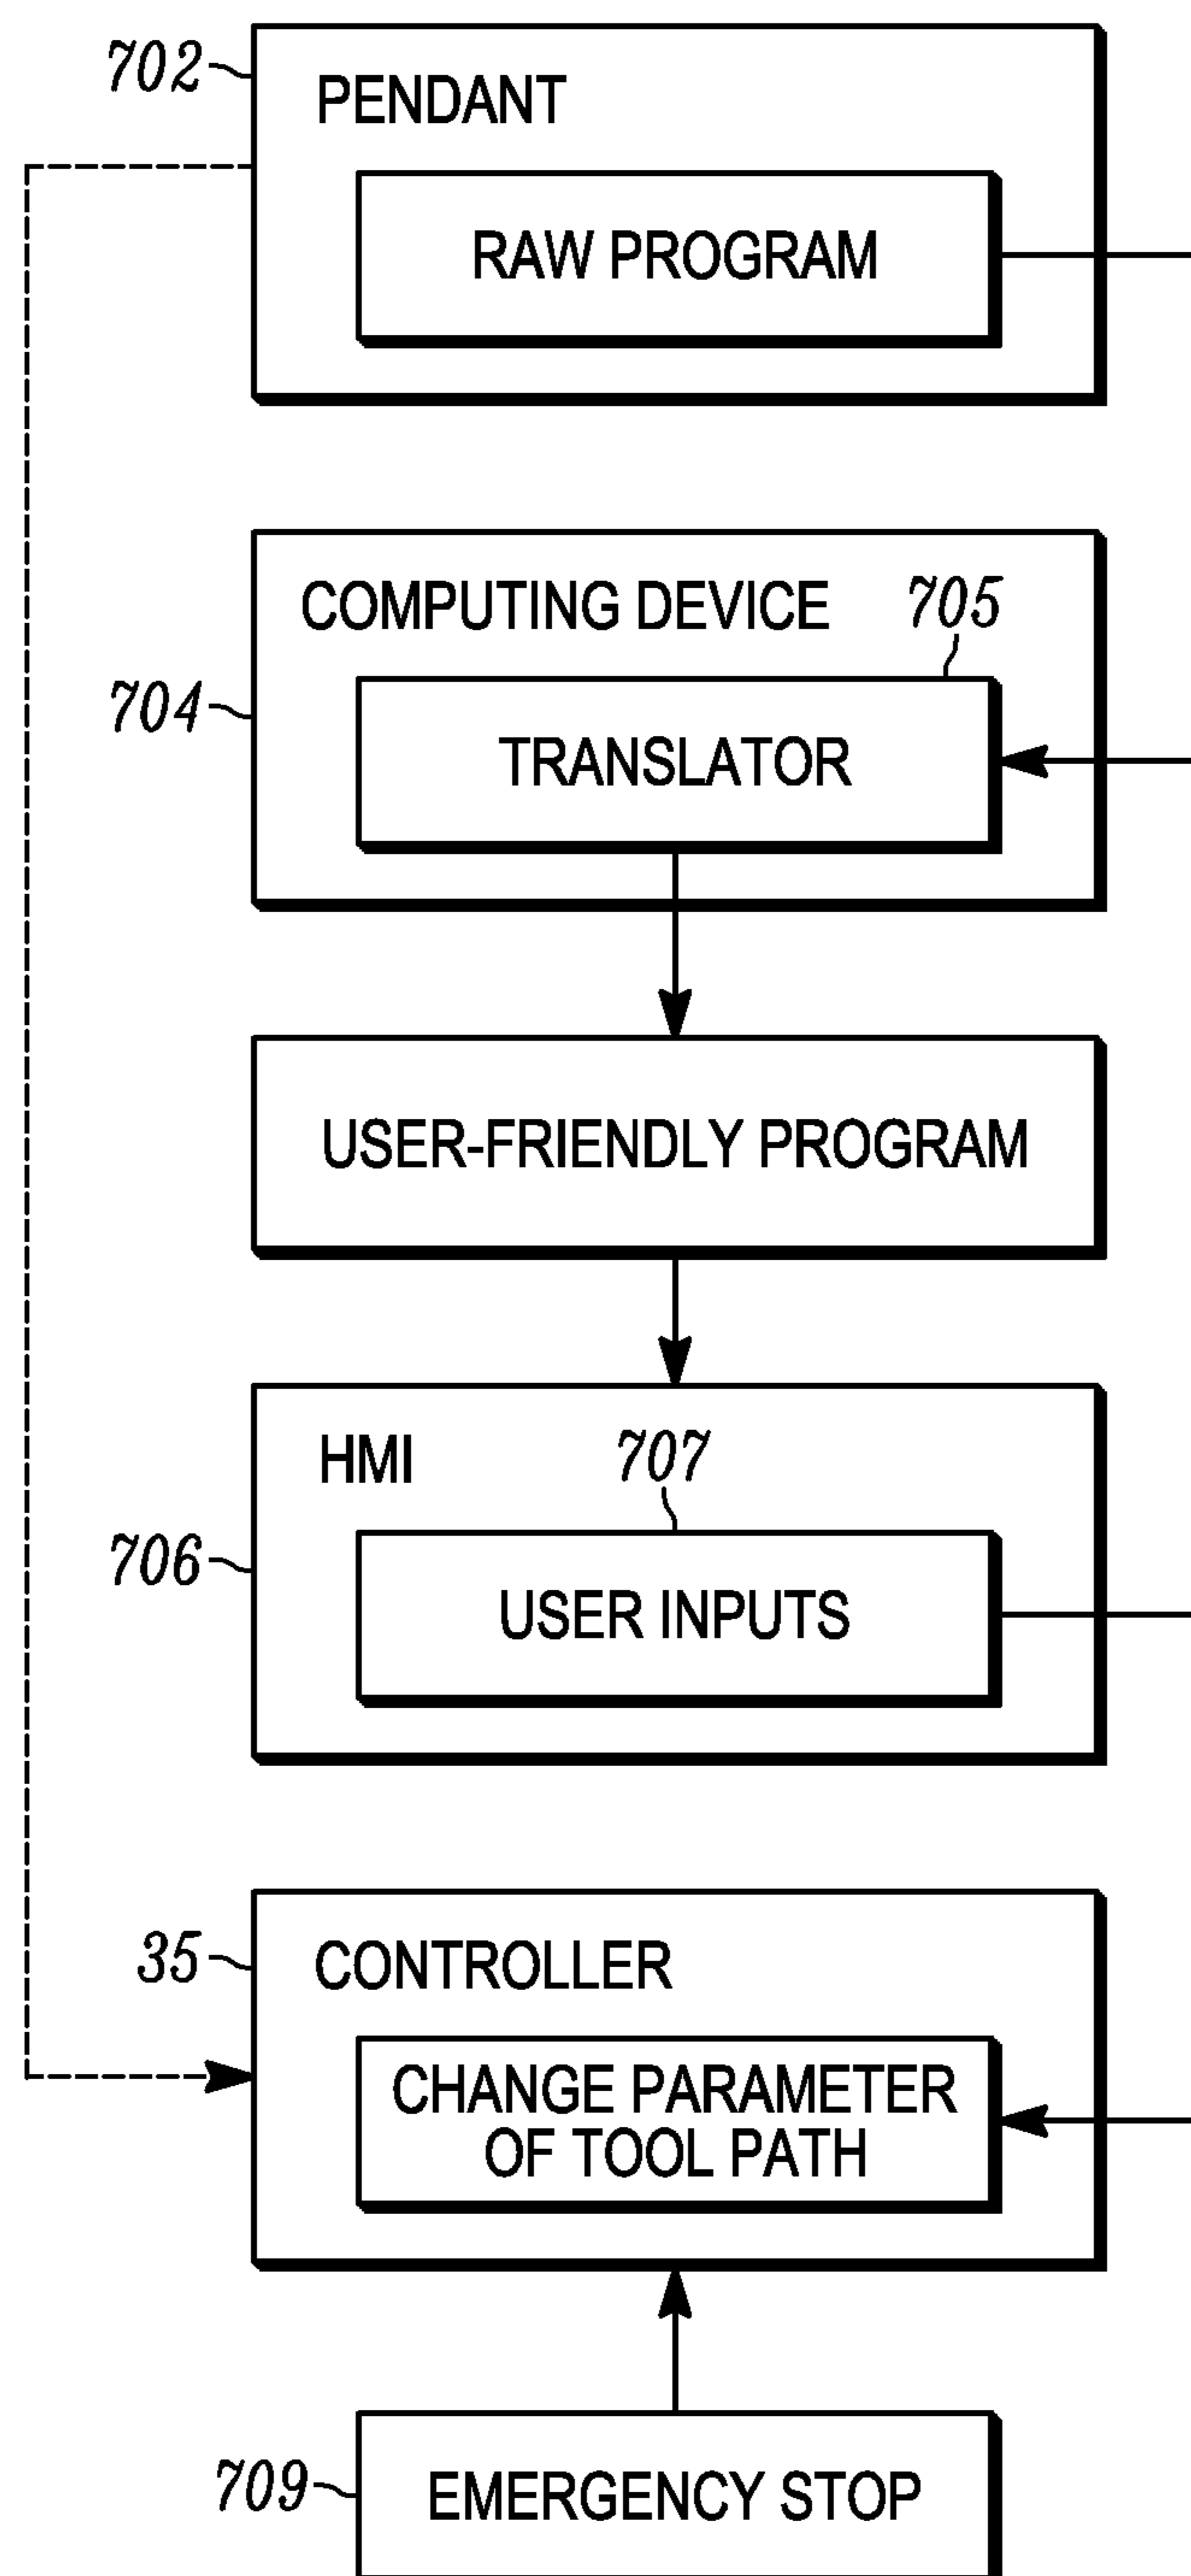 702
PENDANT
RAW PROGRAM
COMPUTING DEVICE
705
704
TRANSLATOR
USER-FRIENDLY PROGRAM
HMI
707
706
USER INPUTS
35
CONTROLLER
CHANGE PARAMETER
OF TOOL PATH
709
EMERGENCY STOP